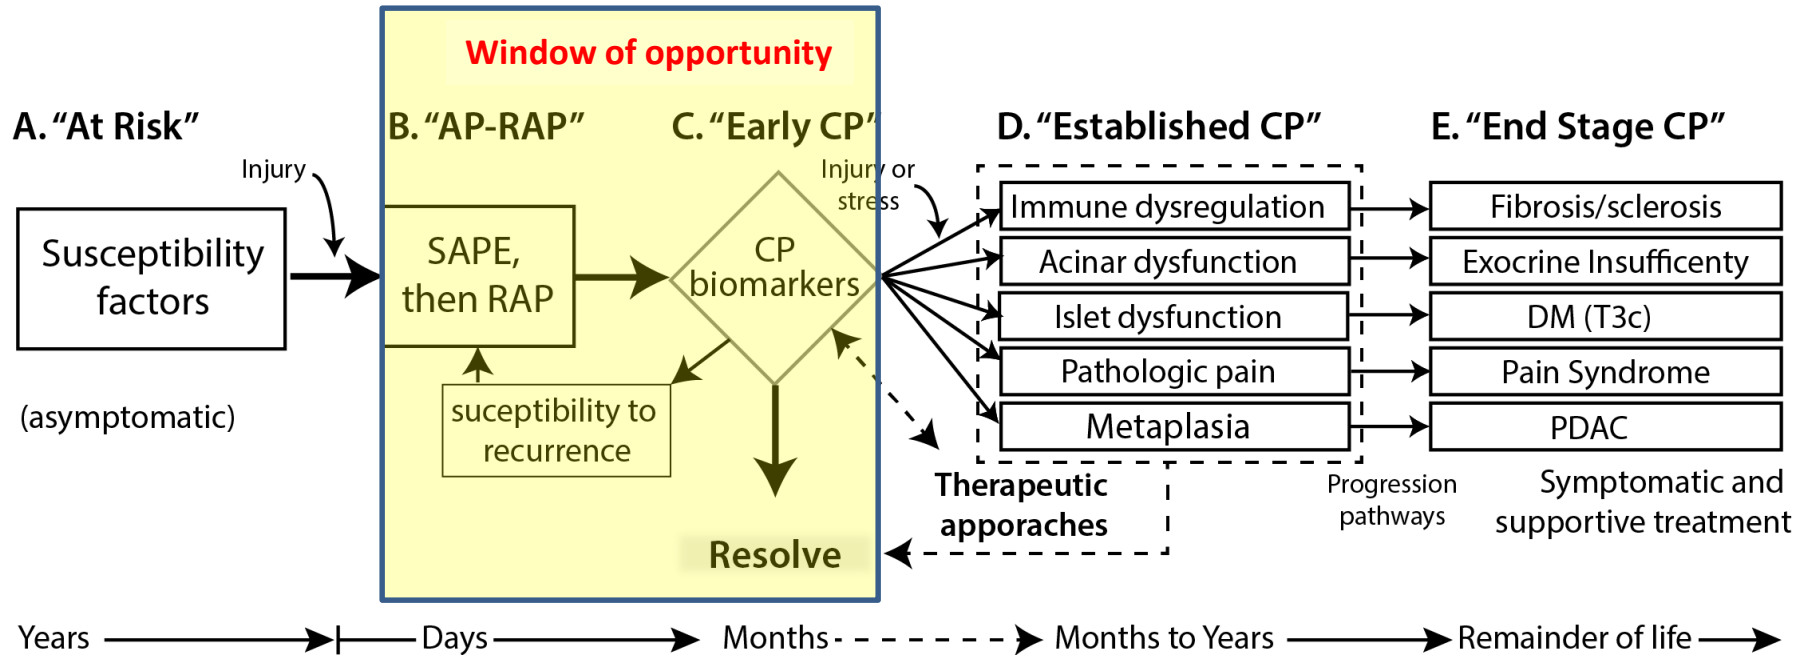 Window of opportunity
A. “At Risk”
B. “AP-RAP”
C. “Early CP”
D. “Established CP”
E. “End Stage CP”
Injury
Susceptibility
factors
(asymptomatic)
SAPE,
then RAP
suceptibility to
recurrence
CP
biomarkers
Resolve
Injury or
stress
Immune dysregulation
Acinar dysfunction
Islet dysfunction
Pathologic pain
Metaplasia
Therapeutic
apporaches
Progression
pathways
Fibrosis/sclerosis
Exocrine Insufficenty
DM (T3c)
Pain Syndrome
PDAC
Symptomatic and
supportive treatment
Years
Days
Months
Months to Years
Remainder of life